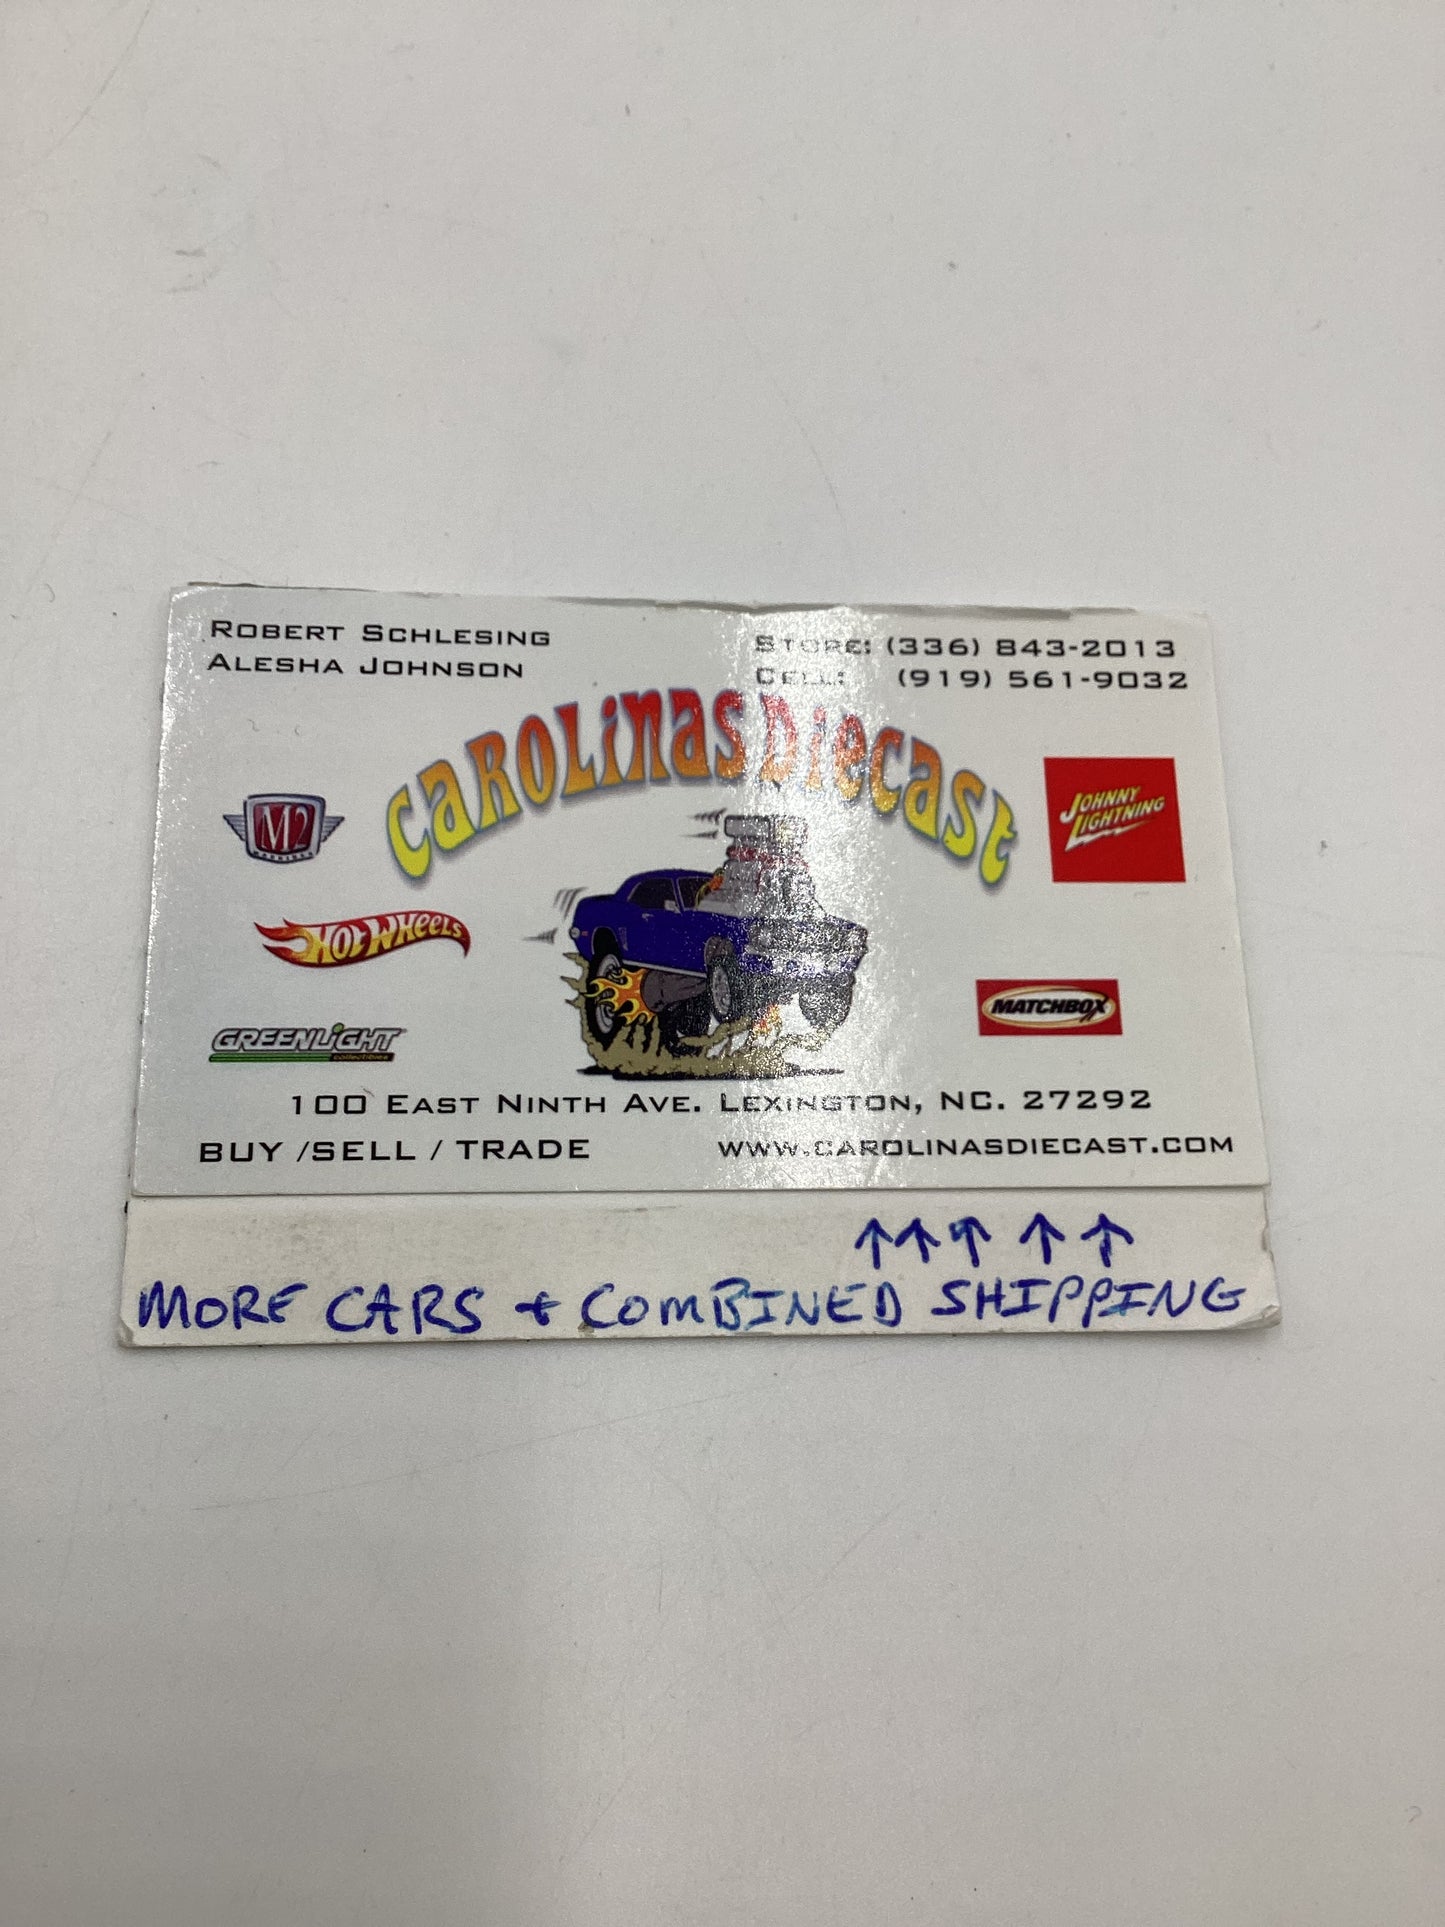 ROBERT SCHLESING
ALESHA JOHNSON
STORE: (336) 843-2013
CELL: (919) 561-9032
CAROLINAS DIECAST
M2
MACHINES
JOHNNY
LIGHTNING
HOT WHEELS
MATCHBOX
GREENLIGHT
collectibles
100 EAST NINTH AVE. LEXINGTON, NC. 27292
BUY /SELL / TRADE
WWW.CAROLINASDIECAST.COM
↑↑↑↑↑
MORE CARS + COMBINED SHIPPING